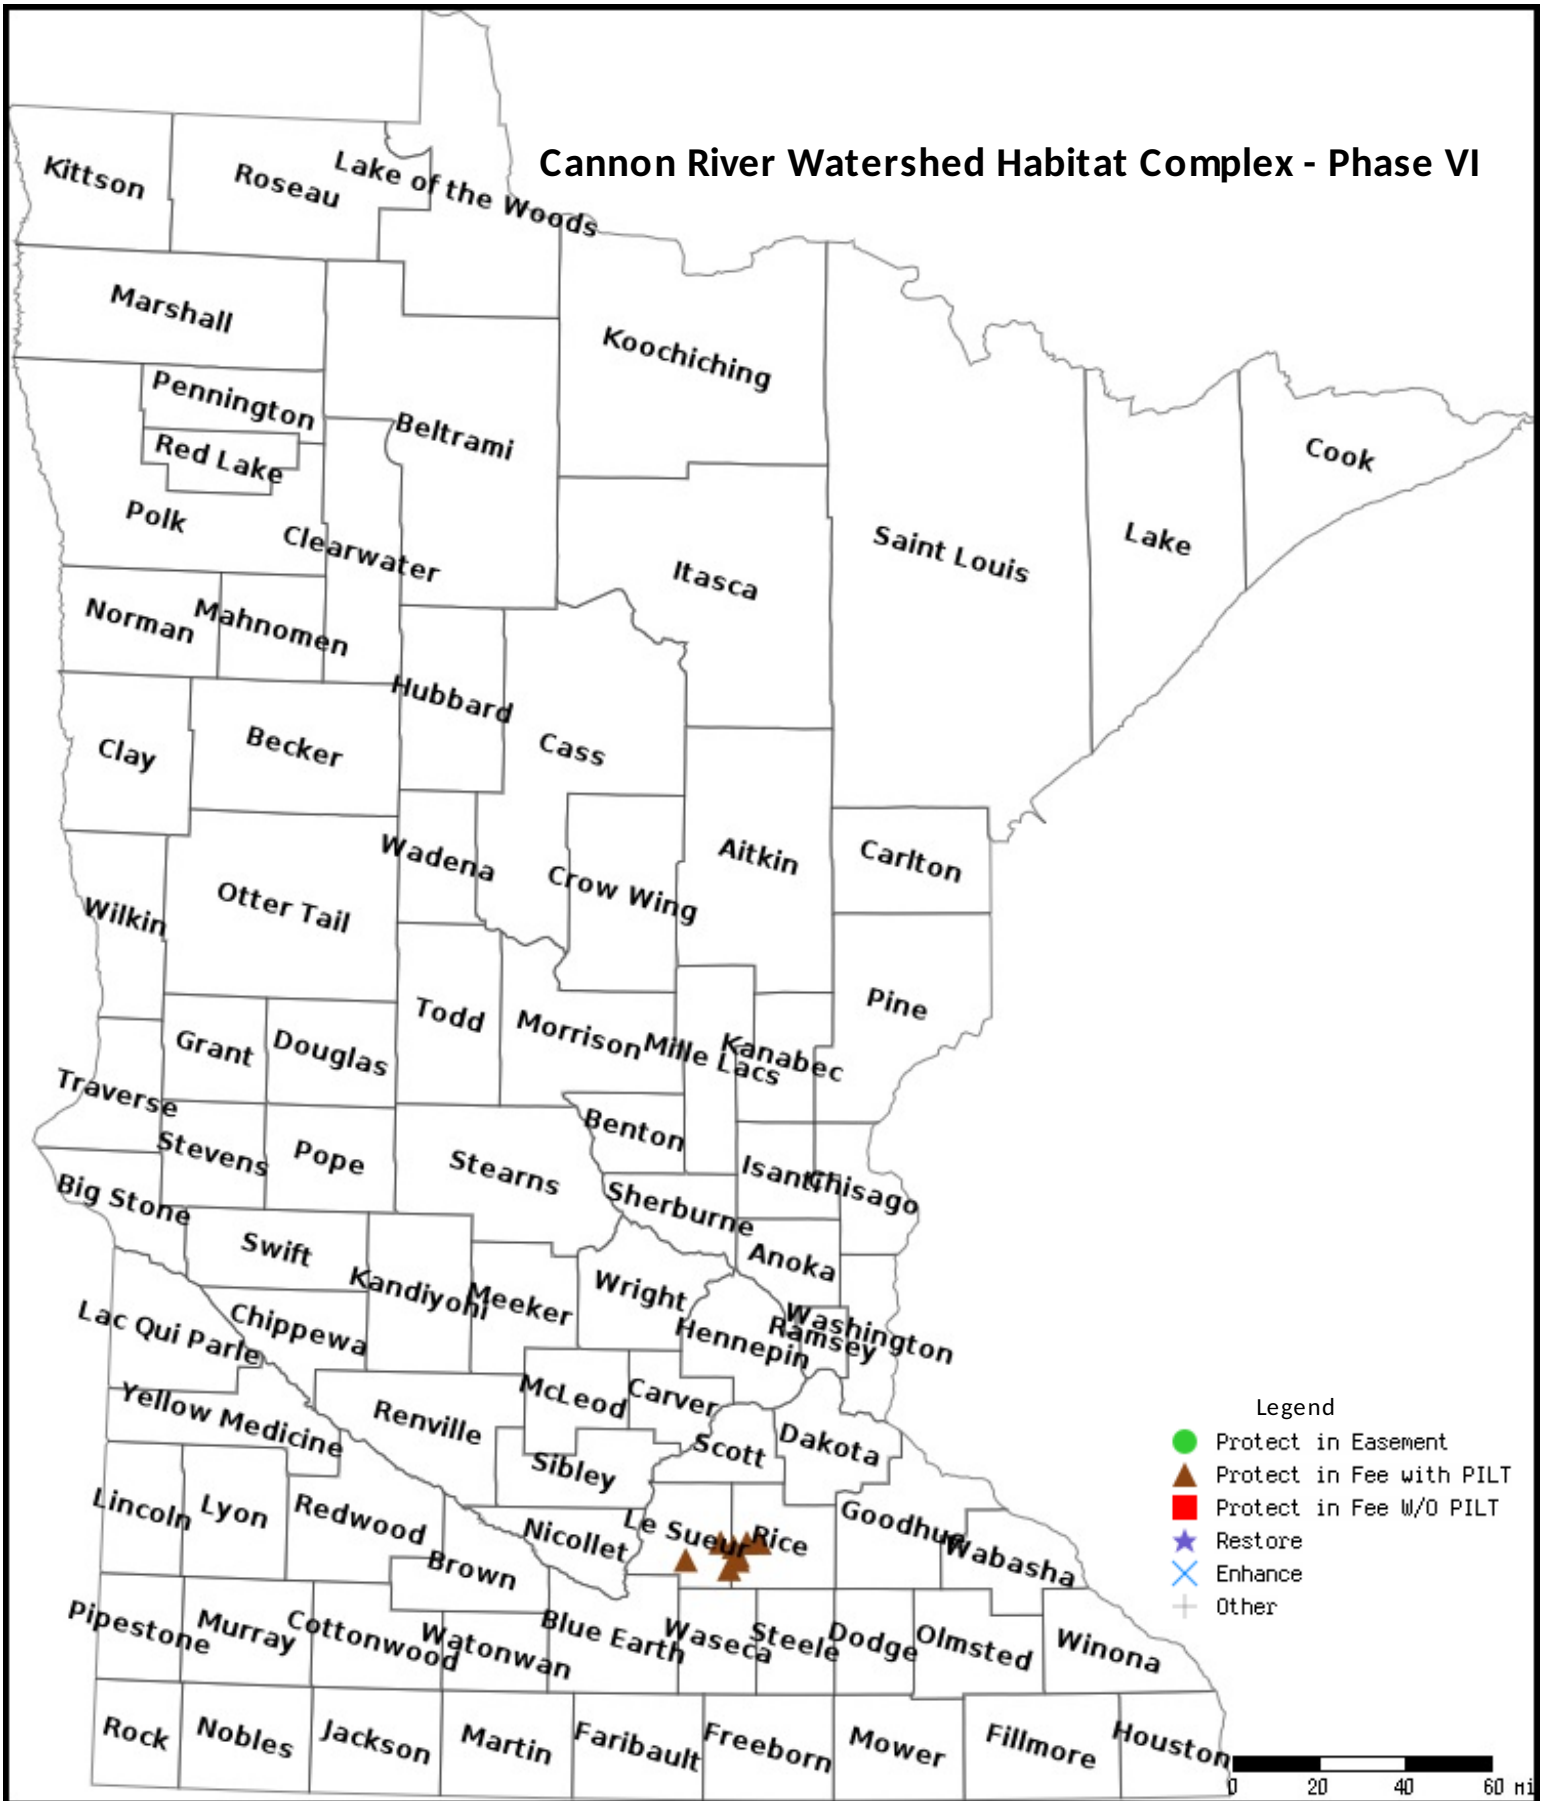 Cannon River Watershed Habitat Complex - Phase VI
Kittson
Roseau
Lake of the Woods
Marshall
Koochiching
Pennington
Beltrami
Red Lake
Cook
Polk
Clearwater
Saint Louis
Lake
Itasca
Norman
Mahnomen
Hubbard
Clay
Becker
Cass
Wadena
Aitkin
Carlton
Otter Tail
Crow Wing
Wilkin
Todd
Morrison
Mille Lacs
Kanabec
Pine
Grant
Douglas
Traverse
Stevens
Pope
Stearns
Benton
Isanti
Chisago
Big Stone
Sherburne
Swift
Anoka
Kandiyohi
Meeker
Wright
Lac Qui Parle
Chippewa
Hennepin
Ramsey
Washington
Yellow Medicine
Renville
McLeod
Carver
Scott
Dakota
Sibley
Lincoln
Lyon
Redwood
Nicollet
Le Sueur
Rice
Goodhue
Wabasha
Brown
Pipestone
Murray
Cottonwood
Watonwan
Blue Earth
Waseca
Steele
Dodge
Olmsted
Winona
Rock
Nobles
Jackson
Martin
Faribault
Freeborn
Mower
Fillmore
Houston
Legend
Protect in Easement
Protect in Fee with PILT
Protect in Fee W/O PILT
Restore
Enhance
Other
0 20 40 60 mi